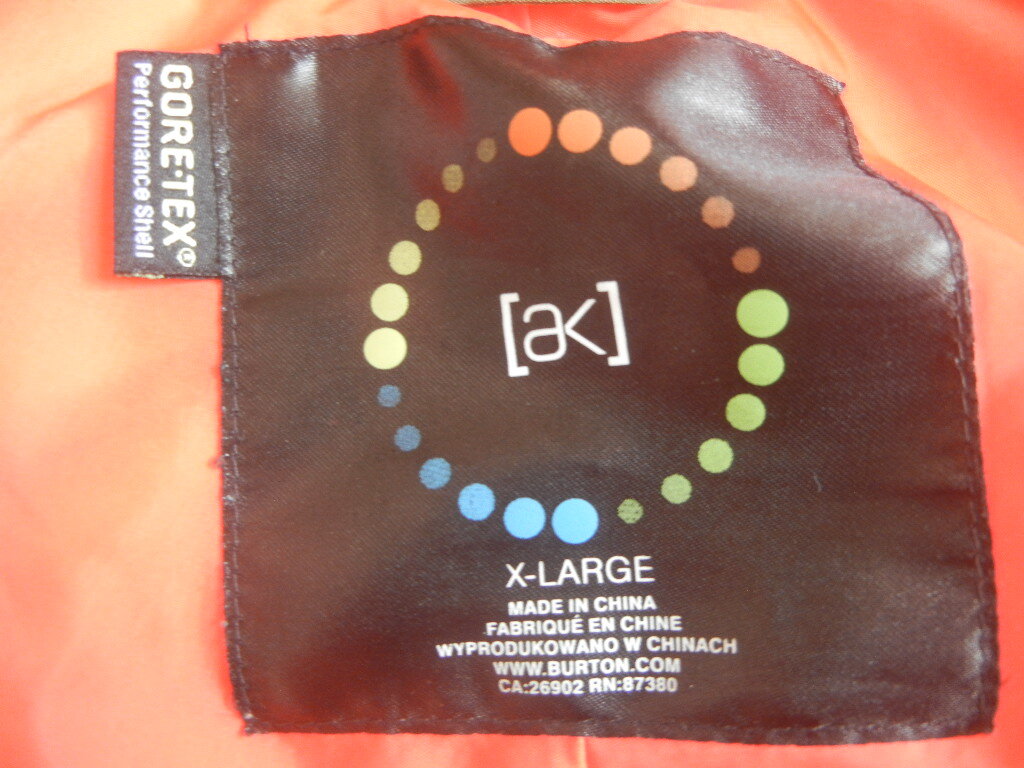 GORE-TEX®
Performance Shell
[ak]
X-LARGE
MADE IN CHINA
FABRIQUÉ EN CHINE
WYPRODUKOWANO W CHINACH
WWW.BURTON.COM
CA:26902 RN:87380